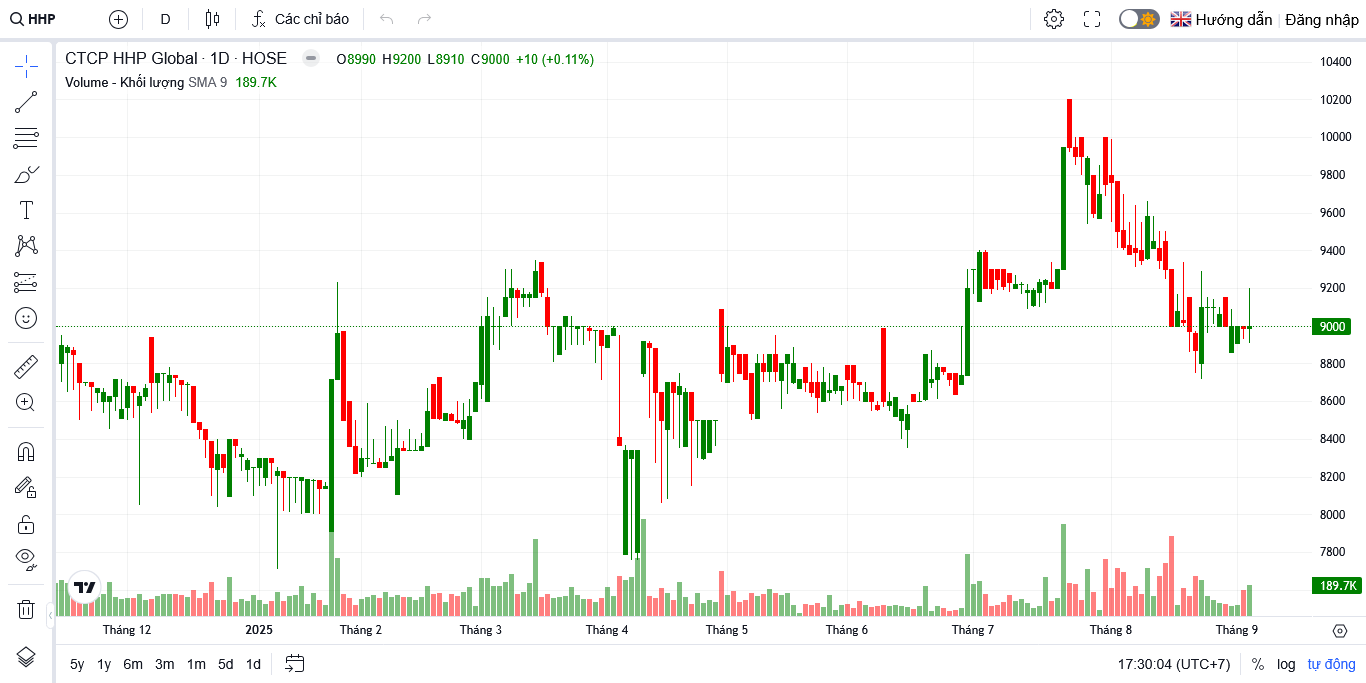 HHP D Các chỉ báo Hướng dẫn Đăng nhập
CTCP HHP Global · 1D · HOSE O8990 H9200 L8910 C9000 +10 (+0.11%)
Volume - Khối lượng SMA 9 189.7K
10400
10200
10000
9800
9600
9400
9200
9000
8800
8600
8400
8200
8000
7800
189.7K
Tháng 12 2025 Tháng 2 Tháng 3 Tháng 4 Tháng 5 Tháng 6 Tháng 7 Tháng 8 Tháng 9
5y 1y 6m 3m 1m 5d 1d 17:30:04 (UTC+7) % log tự động